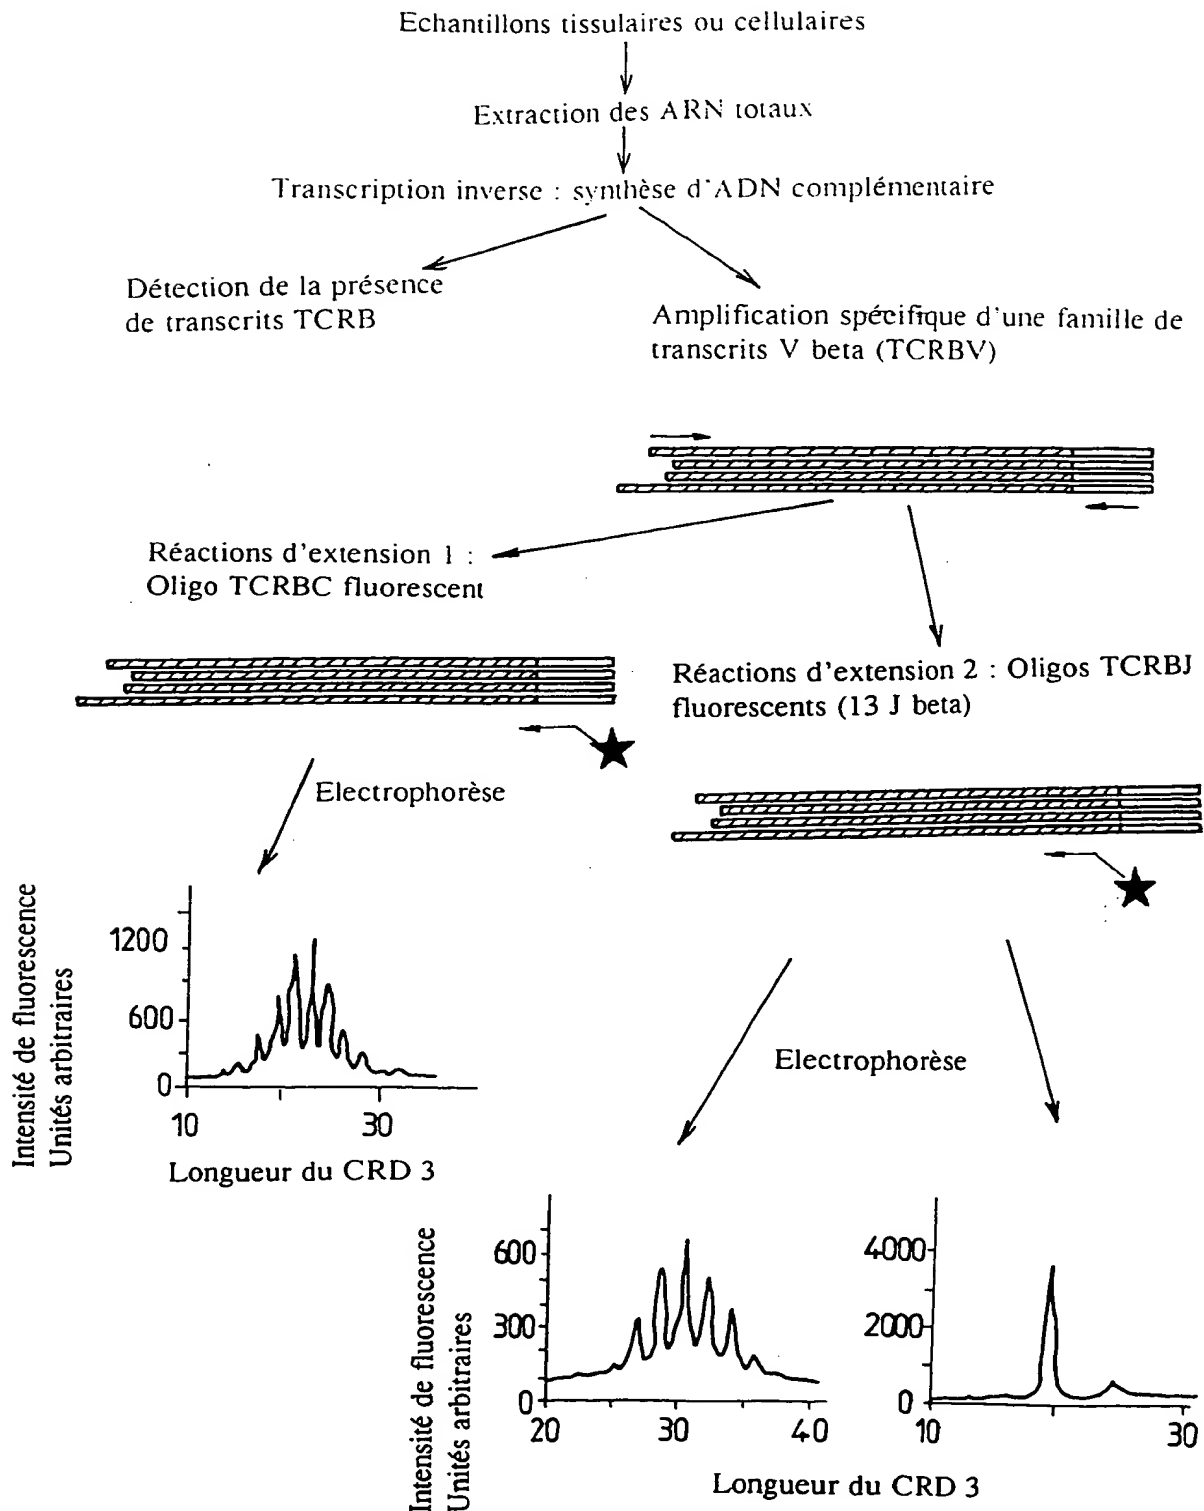 Echantillons tissulaires ou cellulaires
Extraction des ARN totaux
Transcription inverse : synthèse d'ADN complémentaire
Détection de la présence
de transcrits TCRB
Amplification spécifique d'une famille de
transcrits V beta (TCRBV)
Réactions d'extension 1 :
Oligo TCRBC fluorescent
Réactions d'extension 2 : Oligos TCRBJ
fluorescents (13 J beta)
Electrophorèse
Intensité de fluorescence
Unités arbitraires
1200
600
0
10 30
Longueur du CRD 3
Electrophorèse
Intensité de fluorescence
Unités arbitraires
600
300
0
20 30 40
4000
2000
0
10 30
Longueur du CRD 3